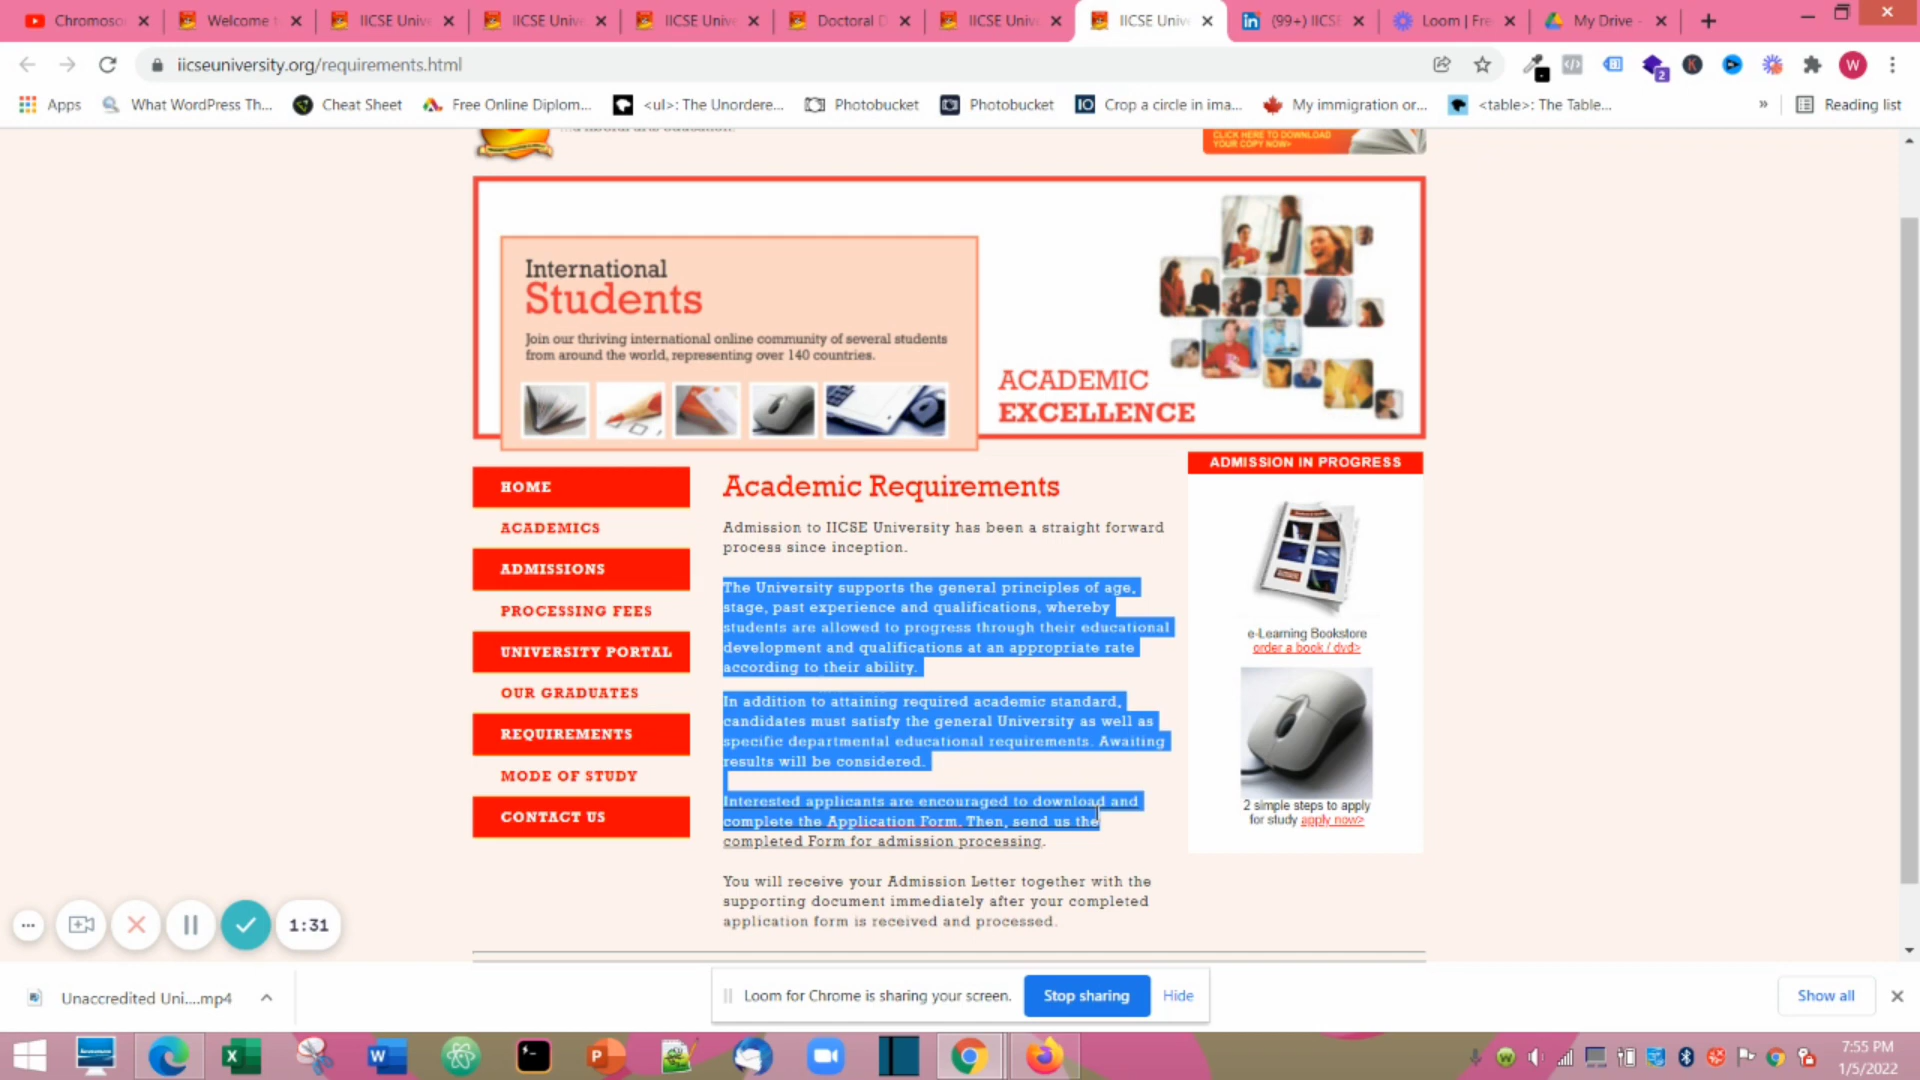 Chromoso
Welcome t
IICSE Unive
IICSE Unive
IICSE Unive
Doctoral D
IICSE Unive
IICSE Unive
(99+) IICSE
Loom | Fre
My Drive -
iicseuniversity.org/requirements.html
W
Apps
What WordPress Th...
Cheat Sheet
Free Online Diplom...
<ul>: The Unordere...
Photobucket
Photobucket
Crop a circle in ima...
My immigration or...
<table>: The Table...
»
Reading list
CLICK HERE TO DOWNLOAD
YOUR COPY NOW>
International
Students
Join our thriving international online community of several students
from around the world, representing over 140 countries.
ACADEMIC
EXCELLENCE
HOME
ACADEMICS
ADMISSIONS
PROCESSING FEES
UNIVERSITY PORTAL
OUR GRADUATES
REQUIREMENTS
MODE OF STUDY
CONTACT US
Academic Requirements
Admission to IICSE University has been a straight forward
process since inception.
The University supports the general principles of age,
stage, past experience and qualifications, whereby
students are allowed to progress through their educational
development and qualifications at an appropriate rate
according to their ability.
In addition to attaining required academic standard,
candidates must satisfy the general University as well as
specific departmental educational requirements. Awaiting
results will be considered.
Interested applicants are encouraged to download and
complete the Application Form. Then, send us the
completed Form for admission processing.
You will receive your Admission Letter together with the
supporting document immediately after your completed
application form is received and processed.
ADMISSION IN PROGRESS
e-Learning Bookstore
order a book / dvd>
2 simple steps to apply
for study apply now>
1:31
Unaccredited Uni....mp4
Loom for Chrome is sharing your screen.
Stop sharing
Hide
Show all
7:55 PM
1/5/2022